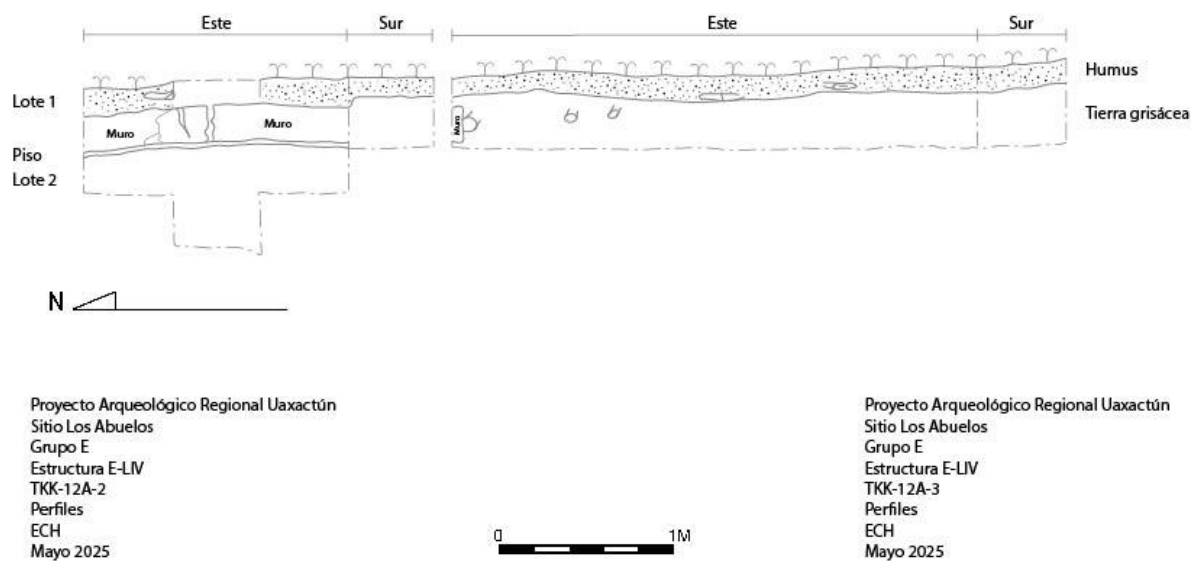 Este
Sur
Este
Sur
Humus
Lote 1
Tierra grisácea
Muro
Muro
Muro
Piso
Lote 2
N
Proyecto Arqueológico Regional Uaxactún
Sitio Los Abuelos
Grupo E
Estructura E-LIV
TKK-12A-2
Perfiles
ECH
Mayo 2025
0
1M
Proyecto Arqueológico Regional Uaxactún
Sitio Los Abuelos
Grupo E
Estructura E-LIV
TKK-12A-3
Perfiles
ECH
Mayo 2025